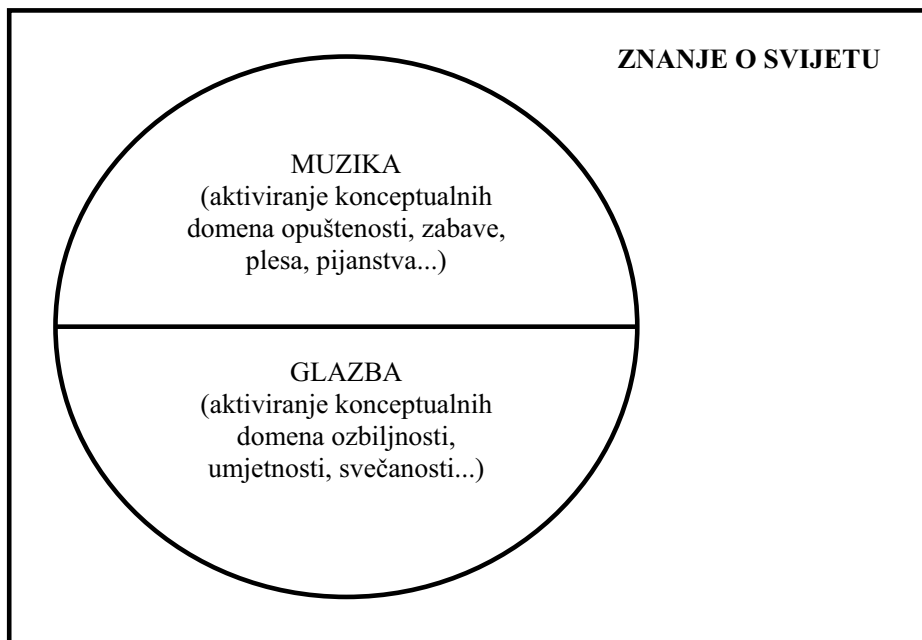 ZNANJE O SVIJETU
MUZIKA
(aktiviranje konceptualnih
domena opuštenosti, zabave,
plesa, pijanstva...)
GLAZBA
(aktiviranje konceptualnih
domena ozbiljnosti,
umjetnosti, svečanosti...)